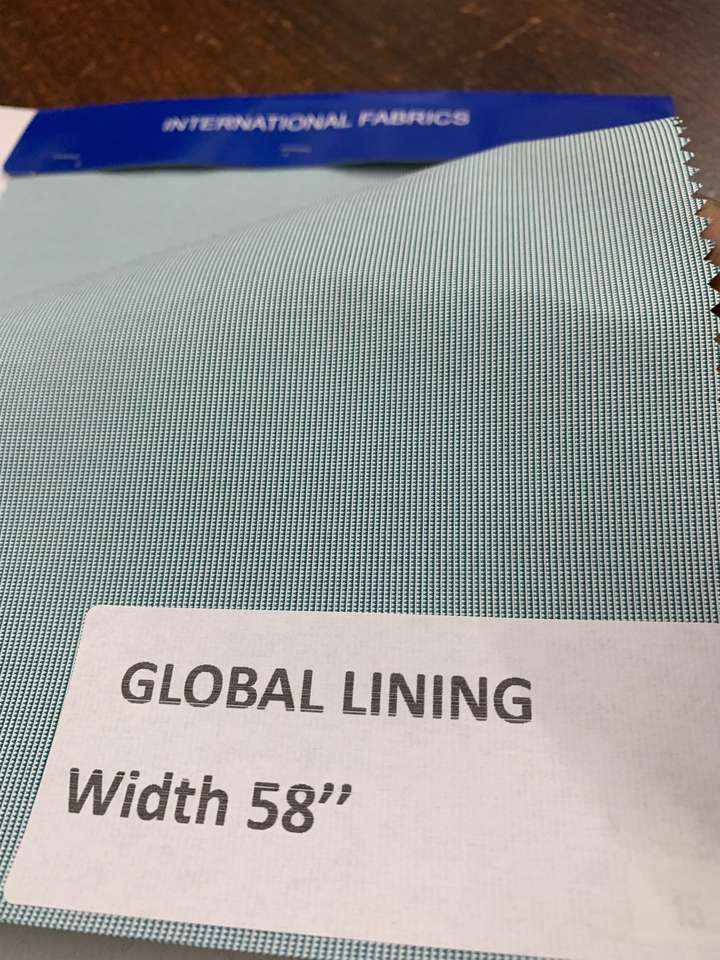 INTERNATIONAL FABRICS
GLOBAL LINING
Width 58’’